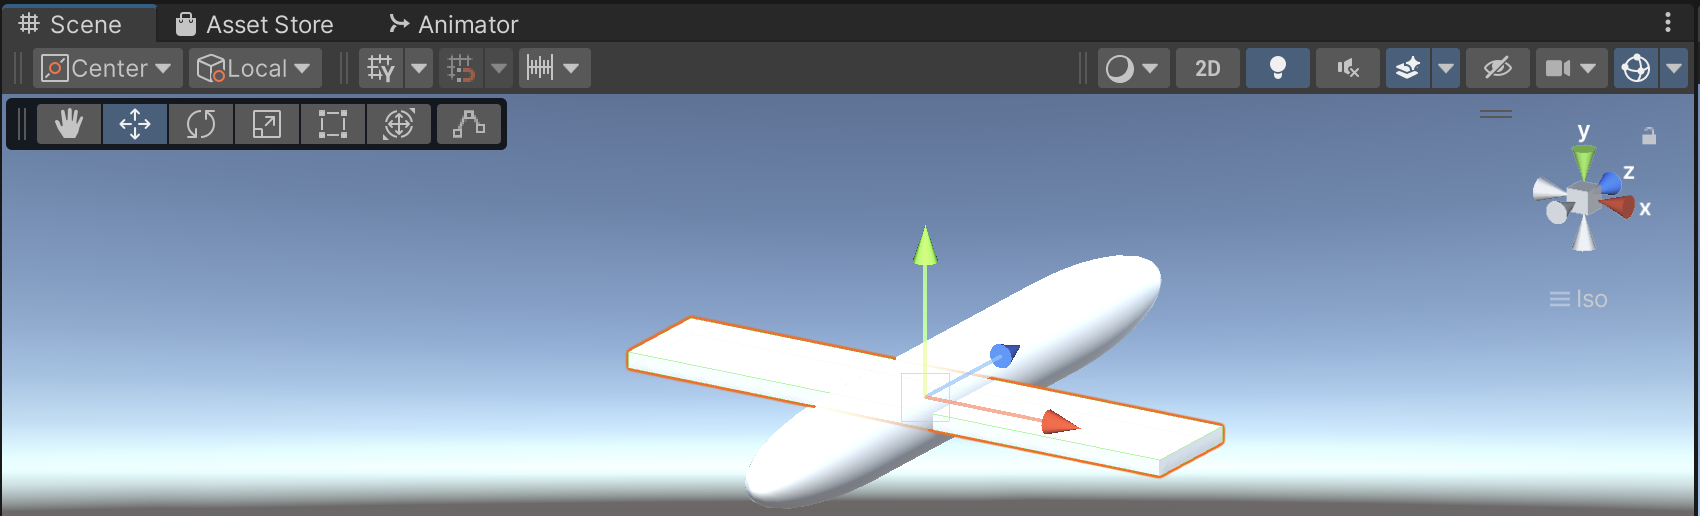 Scene Asset Store Animator
Center Local 2D
y
z
x
Iso